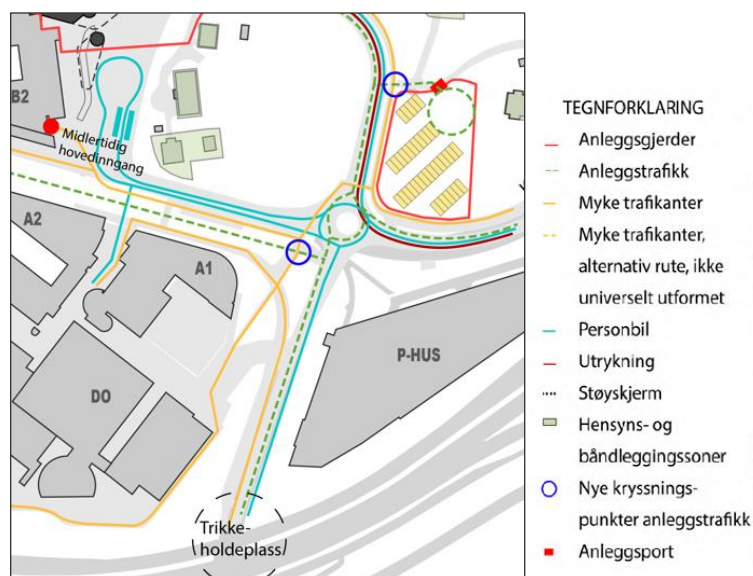 B2
Midlertidig
hovedinngang
A2
A1
DO
P-HUS
Trikke-
holdeplass
TEGNFORKLARING
Anleggsgjerder
Anleggstrafikk
Myke trafikanter
Myke trafikanter,
alternativ rute, ikke
universelt utformet
Personbil
Utrykning
Støyskjerm
Hensyns- og
båndleggingssoner
Nye kryssnings-
punkter anleggstrafikk
Anleggsport